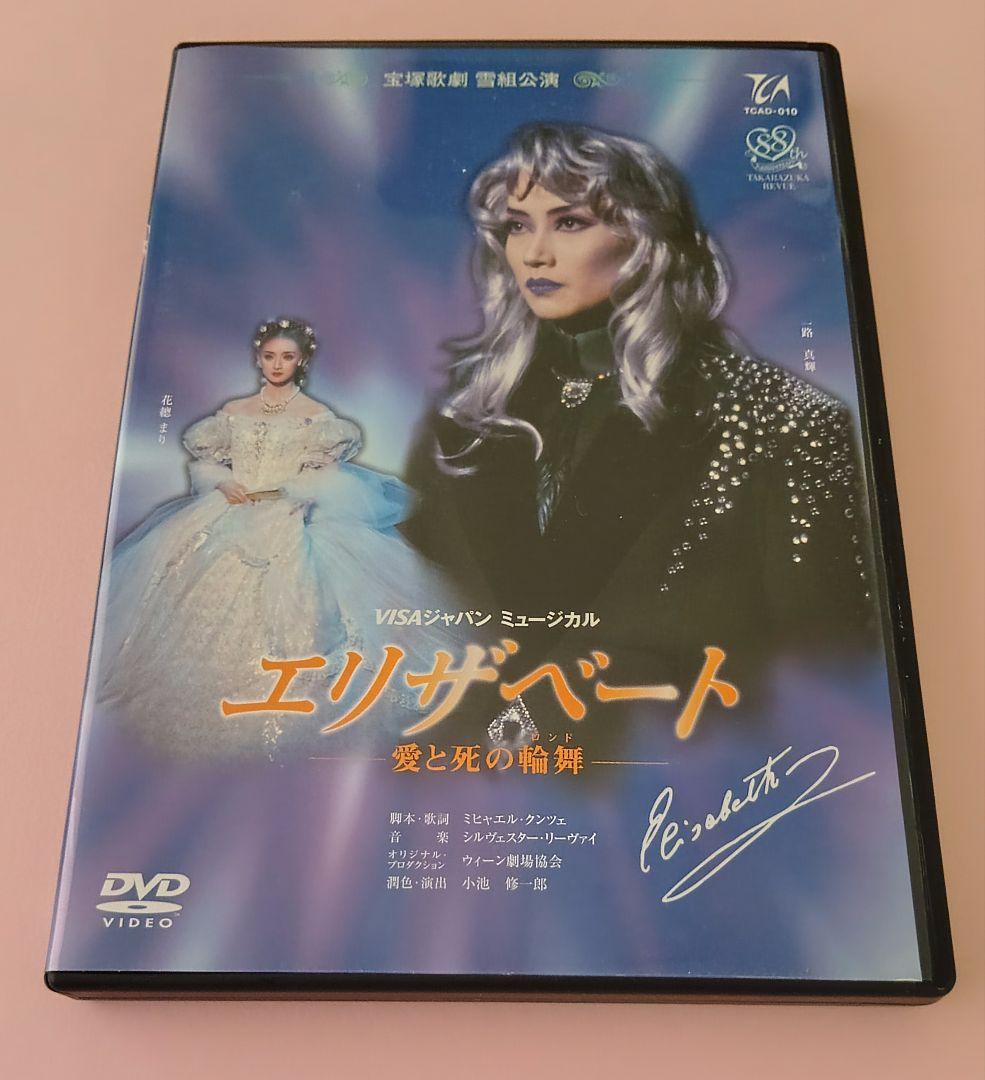 宝塚歌劇 雪組公演
TCA
TCAD-010
88th
ANNIVERSARY
TAKARAZUKA
REVUE
一路 真輝
花總 まり
VISAジャパン ミュージカル
エリザベート
ロンド
愛と死の輪舞
脚本・歌詞 ミヒャエル・クンツェ
音 楽 シルヴェスター・リーヴァイ
オリジナル・プロダクション ウィーン劇場協会
潤色・演出 小池 修一郎
Elisabeth
DVD
VIDEO
TM